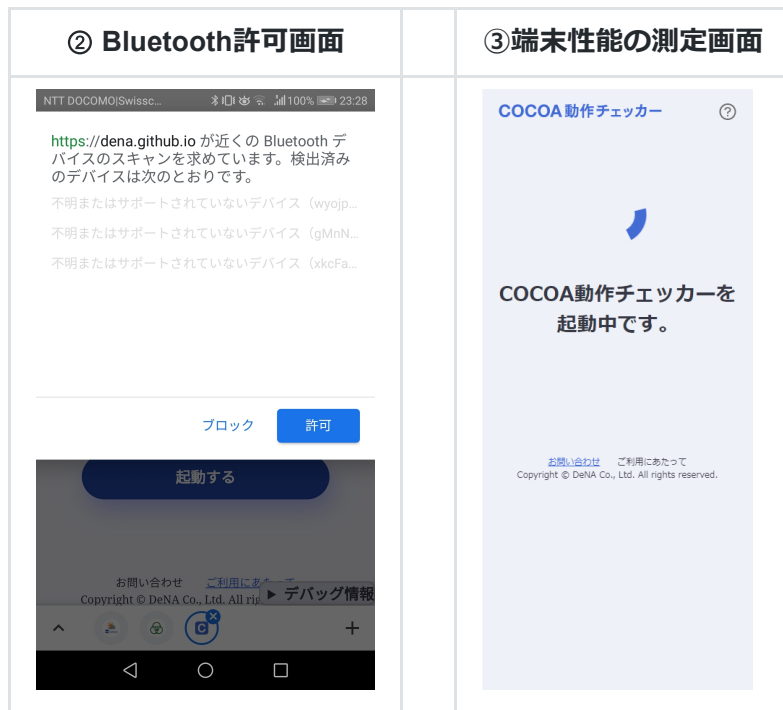 ② Bluetooth許可画面
③端末性能の測定画面
NTT DOCOMO|Swissc... 100% 23:28
https://dena.github.io が近くの Bluetooth デ
バイスのスキャンを求めています。検出済み
のデバイスは次のとおりです。
不明またはサポートされていないデバイス（wyojp...
不明またはサポートされていないデバイス（gMnN...
不明またはサポートされていないデバイス（xkcFa...
ブロック 許可
起動する
お問い合わせ ご利用にあたって
Copyright © DeNA Co., Ltd. All rig
▶ デバッグ情報
COCOA動作チェッカー
COCOA動作チェッカーを
起動中です。
お問い合わせ ご利用にあたって
Copyright © DeNA Co., Ltd. All rights reserved.